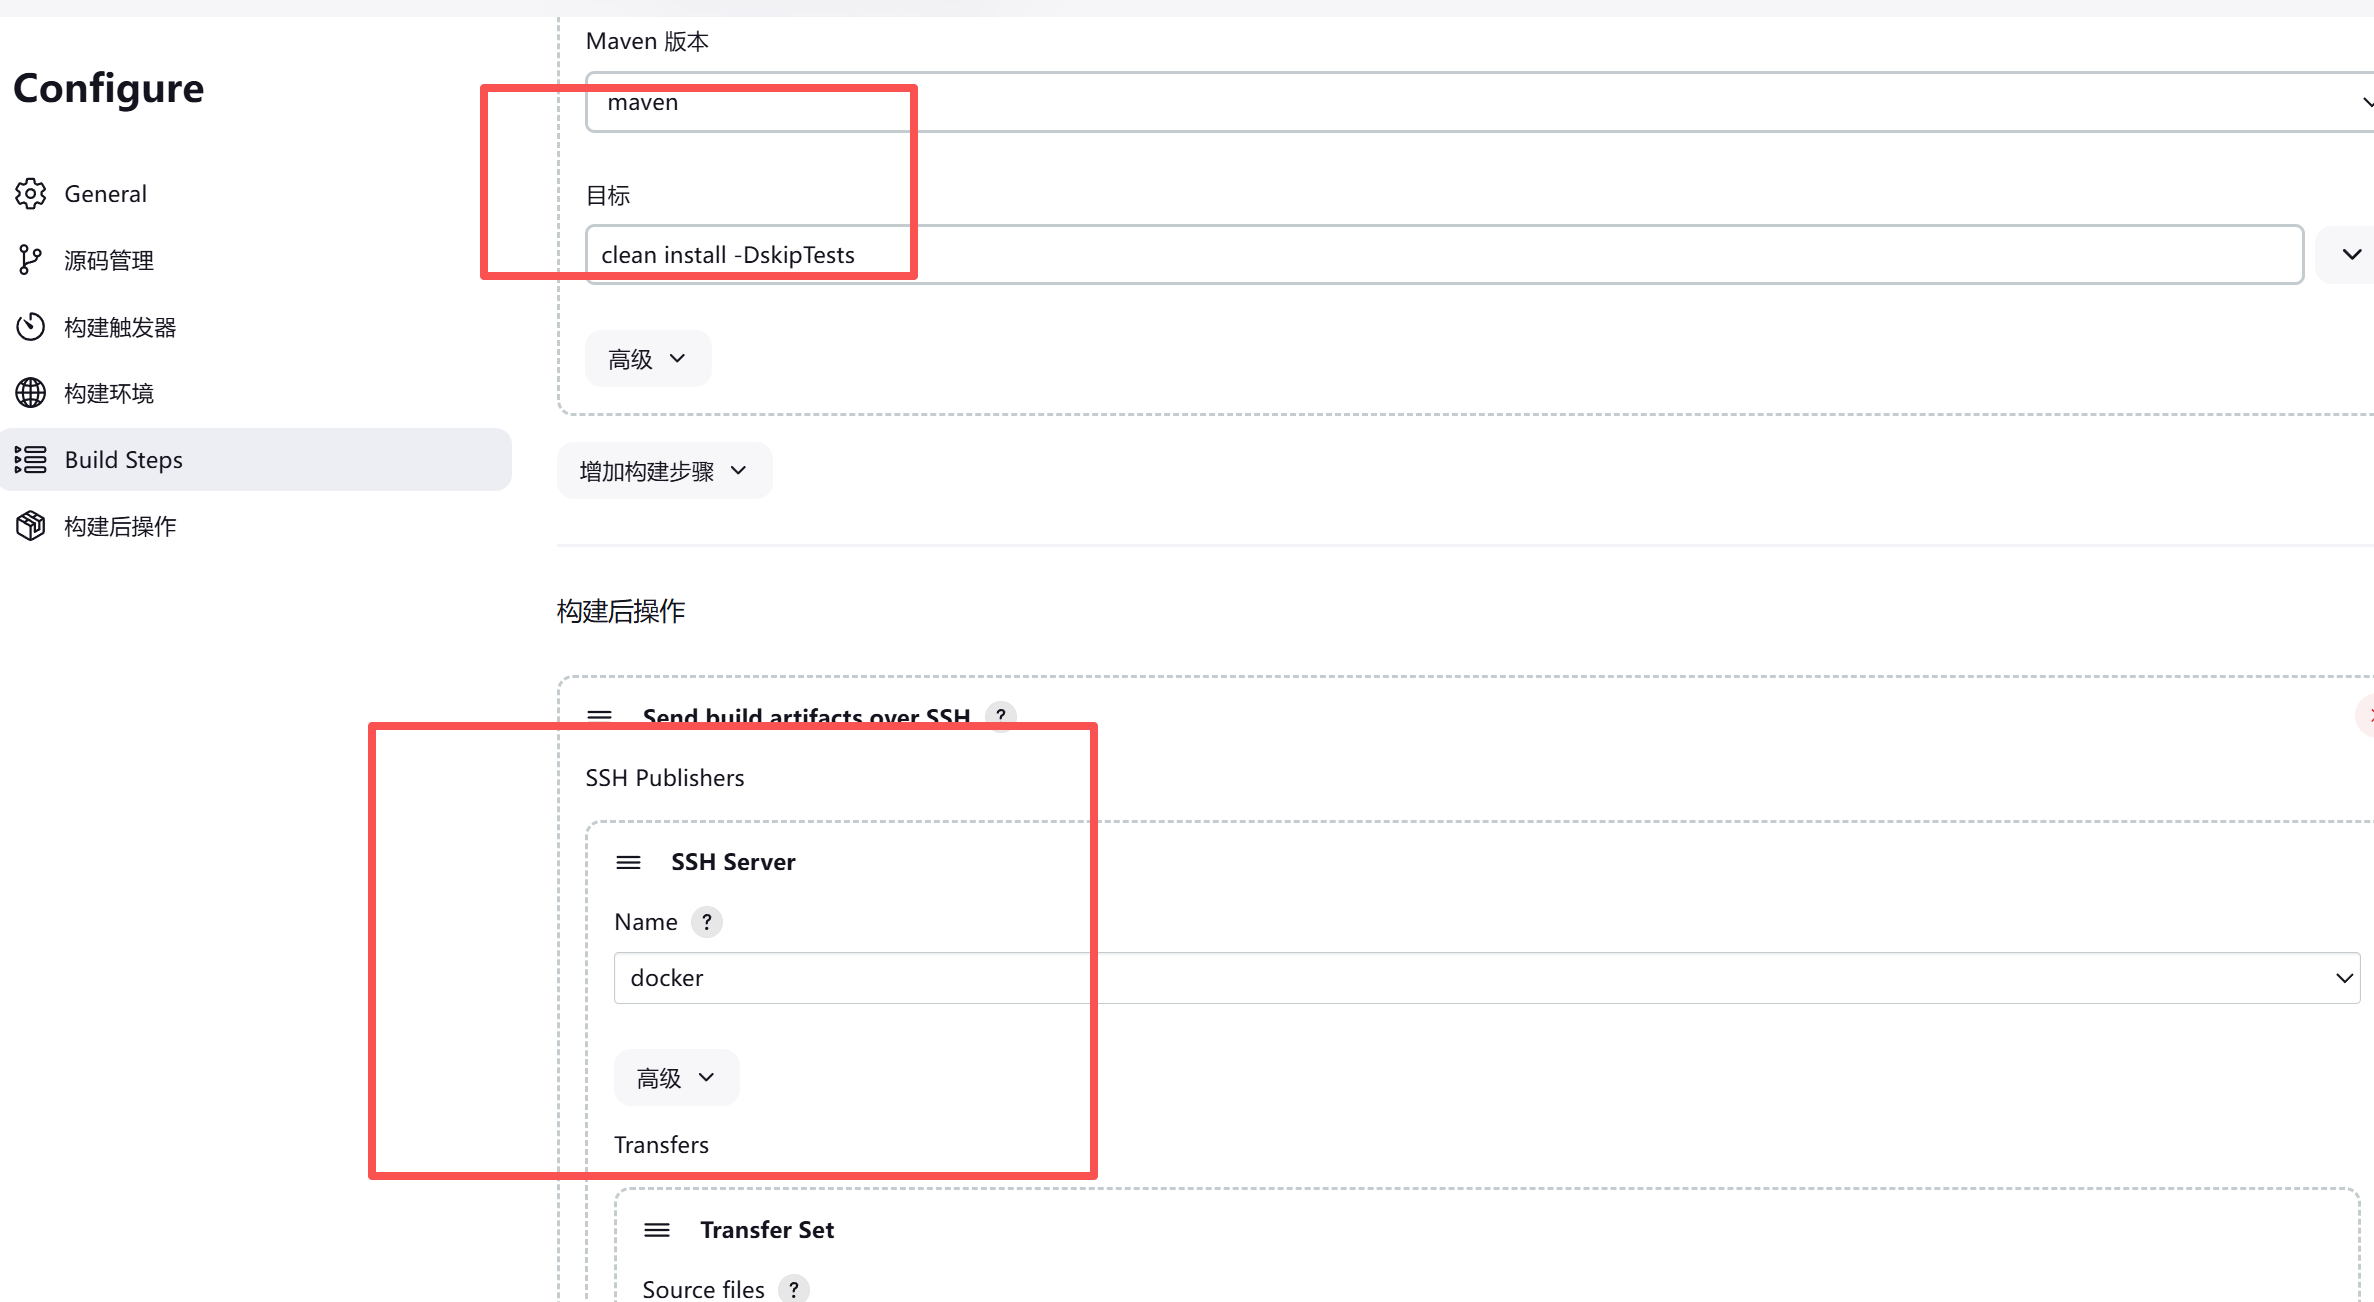 Configure
General
源码管理
构建触发器
构建环境
Build Steps
构建后操作
Maven 版本
maven
目标
clean install -DskipTests
高级
增加构建步骤
构建后操作
Send build artifacts over SSH ?
SSH Publishers
SSH Server
Name ?
docker
高级
Transfers
Transfer Set
Source files ?